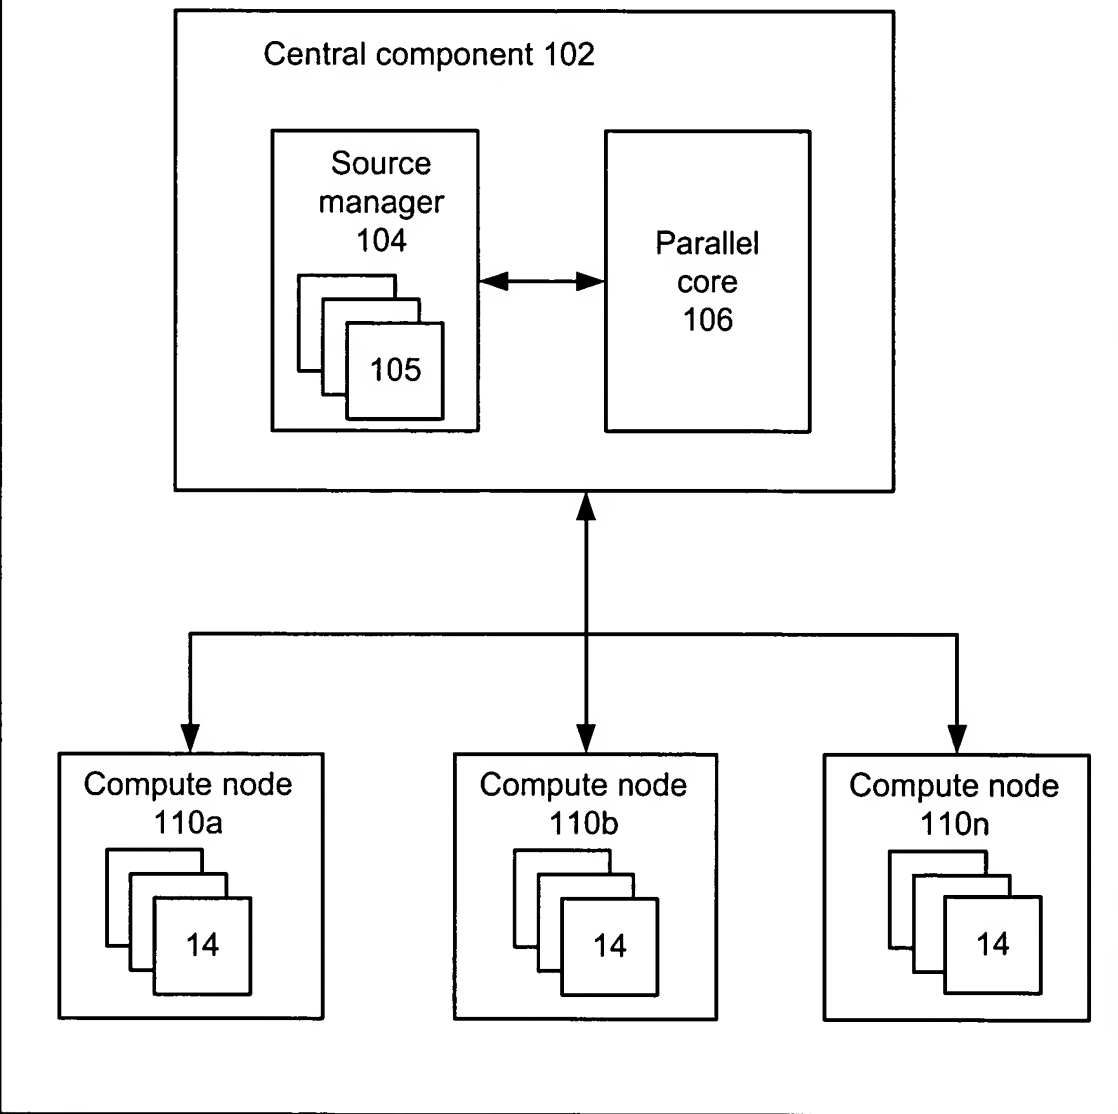 Central component 102
Source
manager
104
105
Parallel
core
106
Compute node
110a
14
Compute node
110b
14
Compute node
110n
14